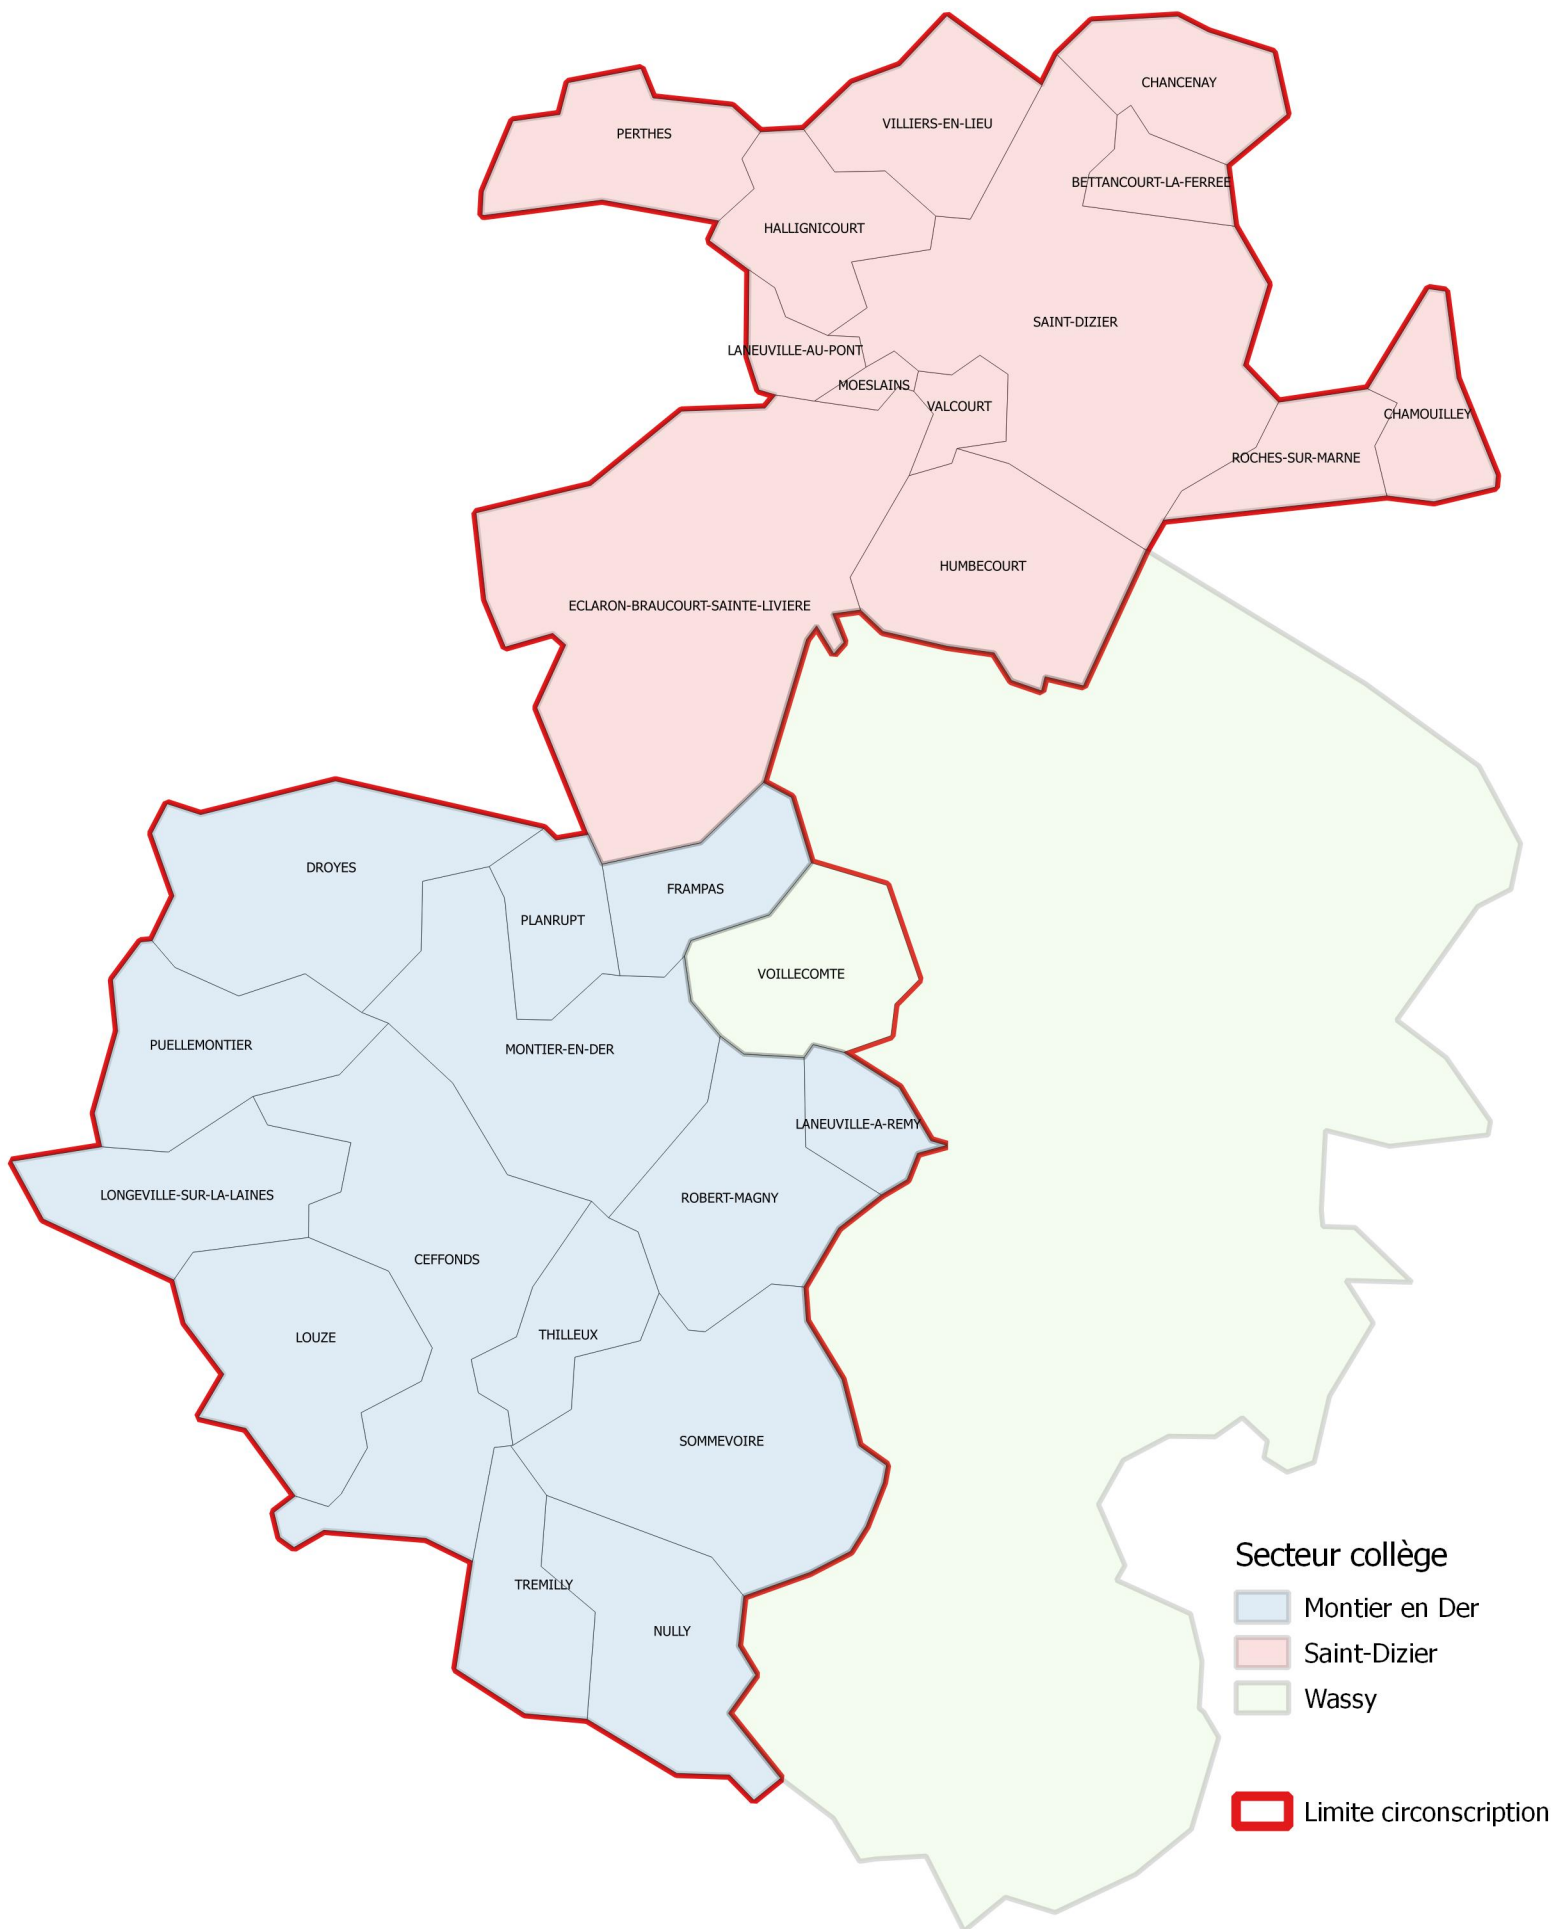 CHANCENAY
VILLIERS-EN-LIEU
PERTHES
BETTANCOURT-LA-FERREE
HALLIGNICOURT
SAINT-DIZIER
LANEUVILLE-AU-PONT
MOESLAINS
VALCOURT
CHAMOUILLEY
ROCHES-SUR-MARNE
HUMBECOURT
ECLARON-BRAUCOURT-SAINTE-LIVIERE
DROYES
FRAMPAS
PLANRUPT
VOILLECOMTE
PUELLEMONTIER
MONTIER-EN-DER
LANEUVILLE-A-REMY
LONGEVILLE-SUR-LA-LAINES
ROBERT-MAGNY
CEFFONDS
THILLEUX
LOUZE
SOMMEVOIRE
TREMILLY
NULLY
Secteur collège
Montier en Der
Saint-Dizier
Wassy
Limite circonscription